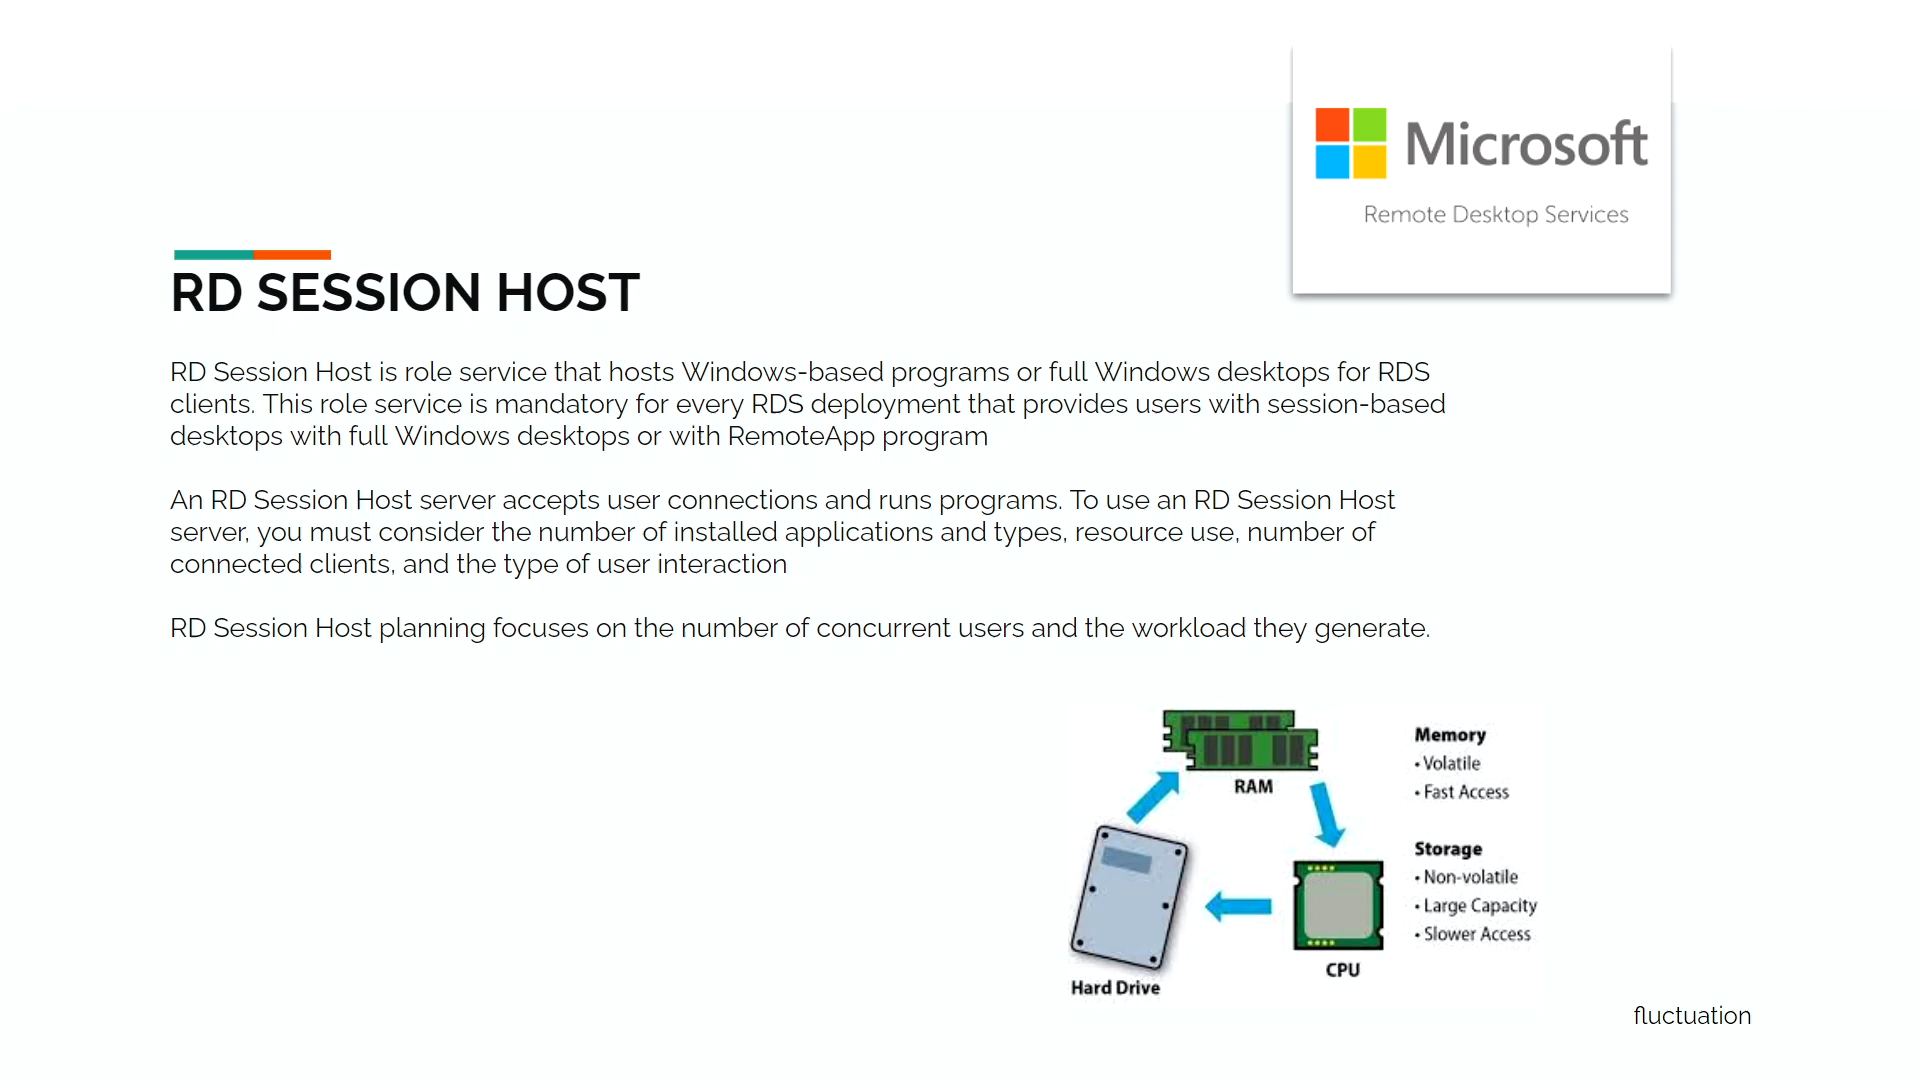 Microsoft
Remote Desktop Services
RD SESSION HOST
RD Session Host is role service that hosts Windows-based programs or full Windows desktops for RDS
clients. This role service is mandatory for every RDS deployment that provides users with session-based
desktops with full Windows desktops or with RemoteApp program
An RD Session Host server accepts user connections and runs programs. To use an RD Session Host
server, you must consider the number of installed applications and types, resource use, number of
connected clients, and the type of user interaction
RD Session Host planning focuses on the number of concurrent users and the workload they generate.
RAM
Hard Drive
CPU
Memory
• Volatile
• Fast Access
Storage
• Non-volatile
• Large Capacity
• Slower Access
fluctuation